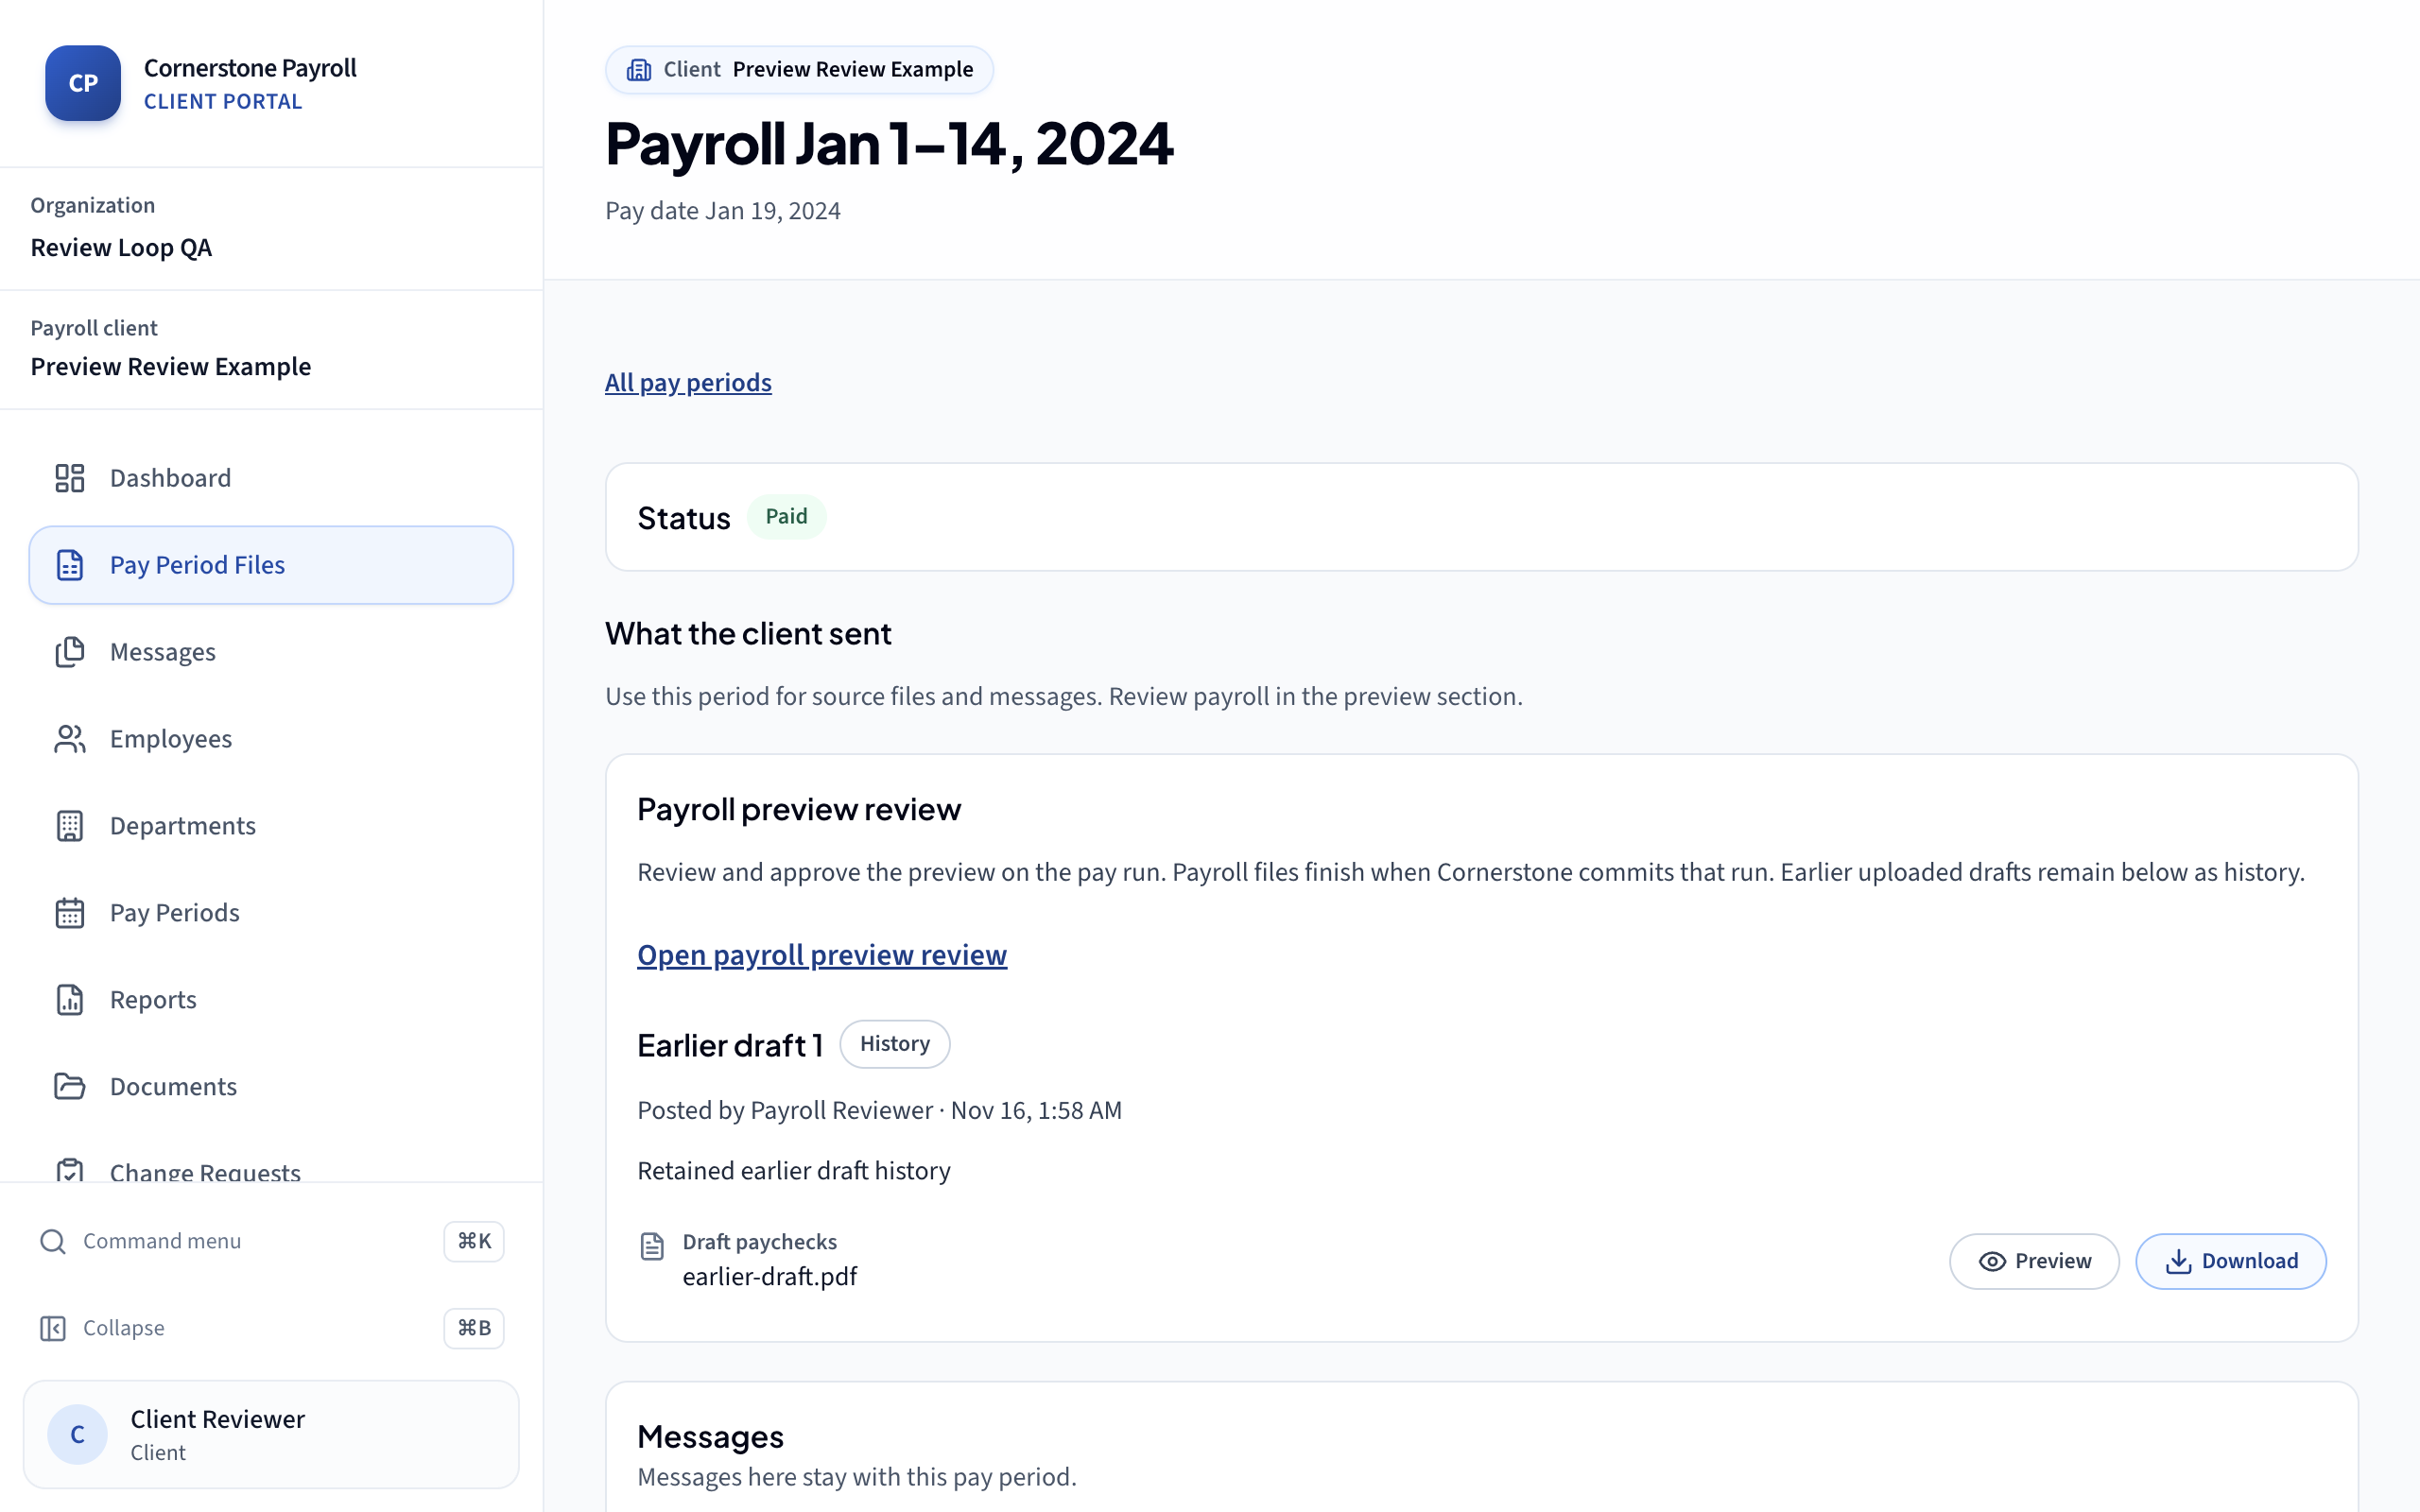 CP
Cornerstone Payroll
CLIENT PORTAL
Organization
Review Loop QA
Payroll client
Preview Review Example
Dashboard
Pay Period Files
Messages
Employees
Departments
Pay Periods
Reports
Documents
Change Requests
Command menu
⌘K
Collapse
⌘B
C
Client Reviewer
Client
Client Preview Review Example
Payroll Jan 1–14, 2024
Pay date Jan 19, 2024
All pay periods
Status Paid
What the client sent
Use this period for source files and messages. Review payroll in the preview section.
Payroll preview review
Review and approve the preview on the pay run. Payroll files finish when Cornerstone commits that run. Earlier uploaded drafts remain below as history.
Open payroll preview review
Earlier draft 1 History
Posted by Payroll Reviewer · Nov 16, 1:58 AM
Retained earlier draft history
Draft paychecks
earlier-draft.pdf
Preview
Download
Messages
Messages here stay with this pay period.